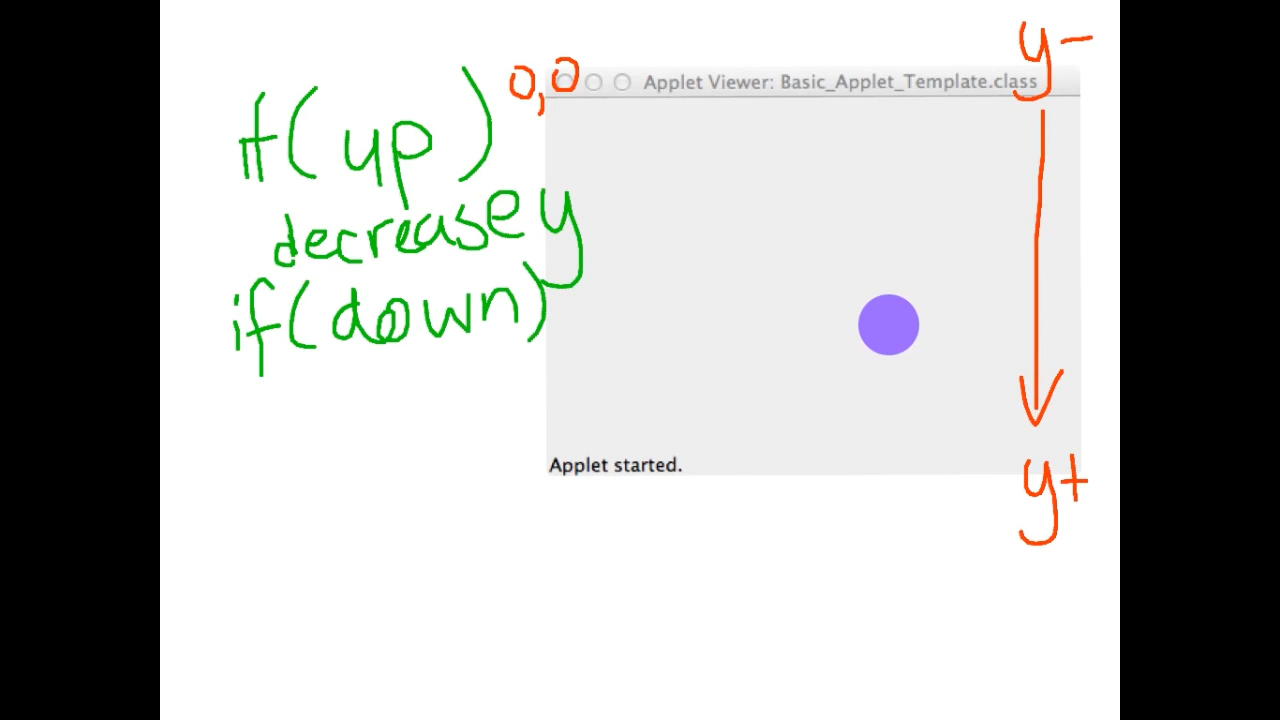 y-
0,0
Applet Viewer: Basic_Applet_Template.class
if(up)
decrease y
if(down)
Applet started.
y+